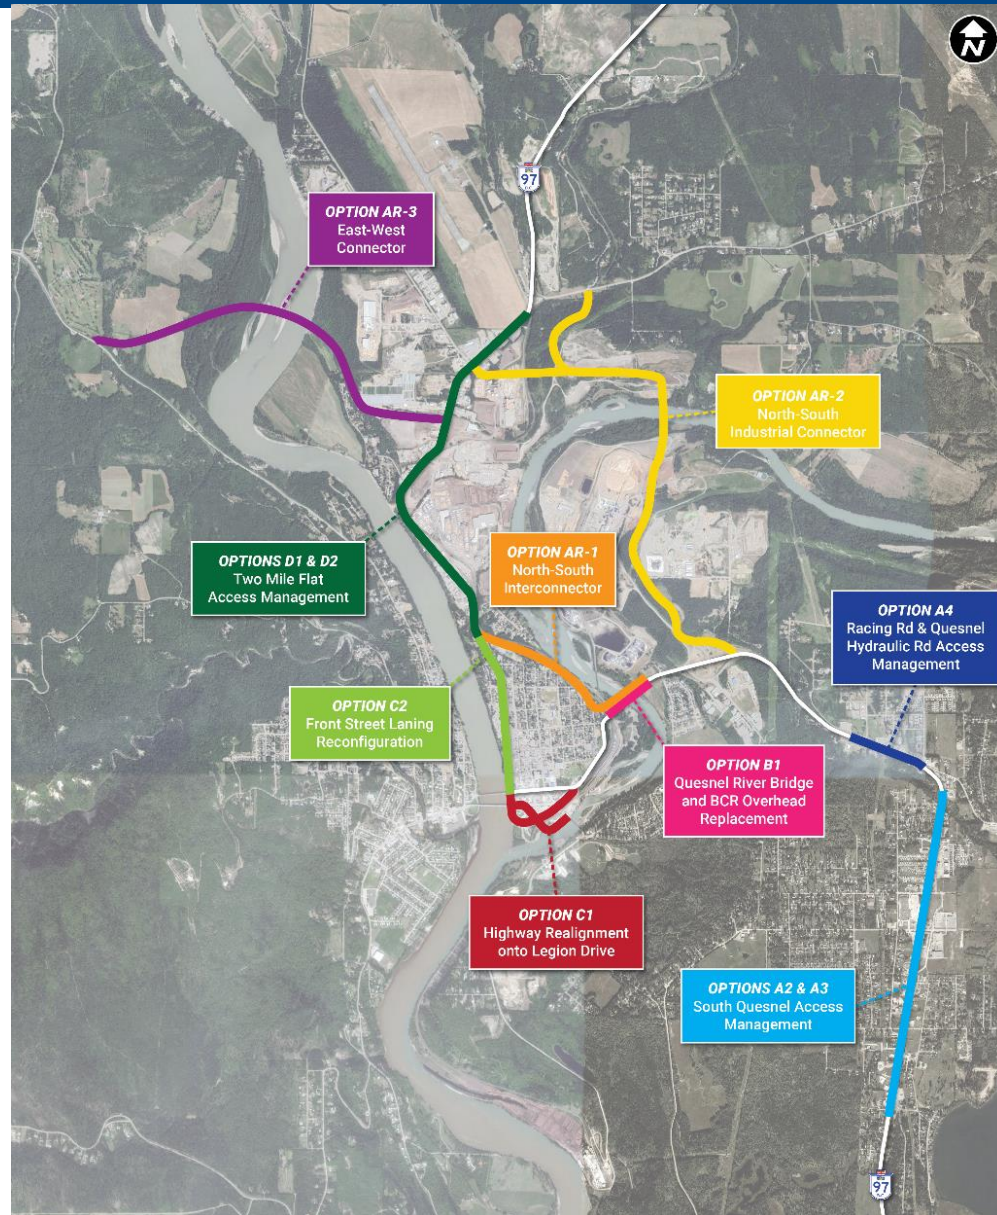 N
97
OPTION AR-3
East-West
Connector
OPTION AR-2
North-South
Industrial Connector
OPTIONS D1 & D2
Two Mile Flat
Access Management
OPTION AR-1
North-South
Interconnector
OPTION A4
Racing Rd & Quesnel
Hydraulic Rd Access
Management
OPTION C2
Front Street Laning
Reconfiguration
OPTION B1
Quesnel River Bridge
and BCR Overhead
Replacement
OPTION C1
Highway Realignment
onto Legion Drive
OPTIONS A2 & A3
South Quesnel Access
Management
97